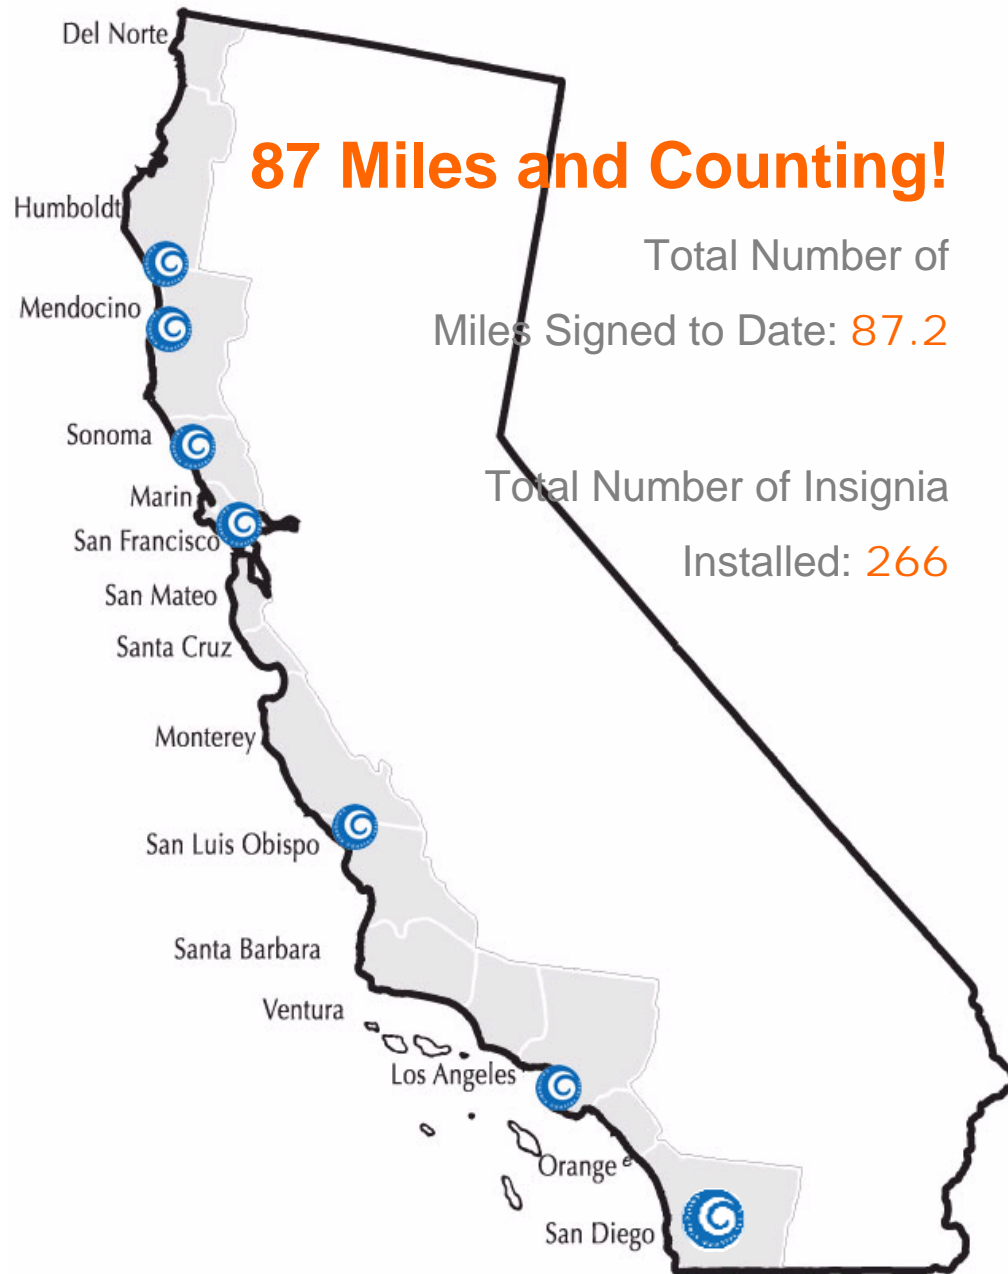 Del Norte
87 Miles and Counting!
Humboldt
Total Number of
Mendocino
Miles Signed to Date: 87.2
Sonoma
Marin
Total Number of Insignia
San Francisco
Installed: 266
San Mateo
Santa Cruz
Monterey
San Luis Obispo
Santa Barbara
Ventura
Los Angeles
Orange
San Diego